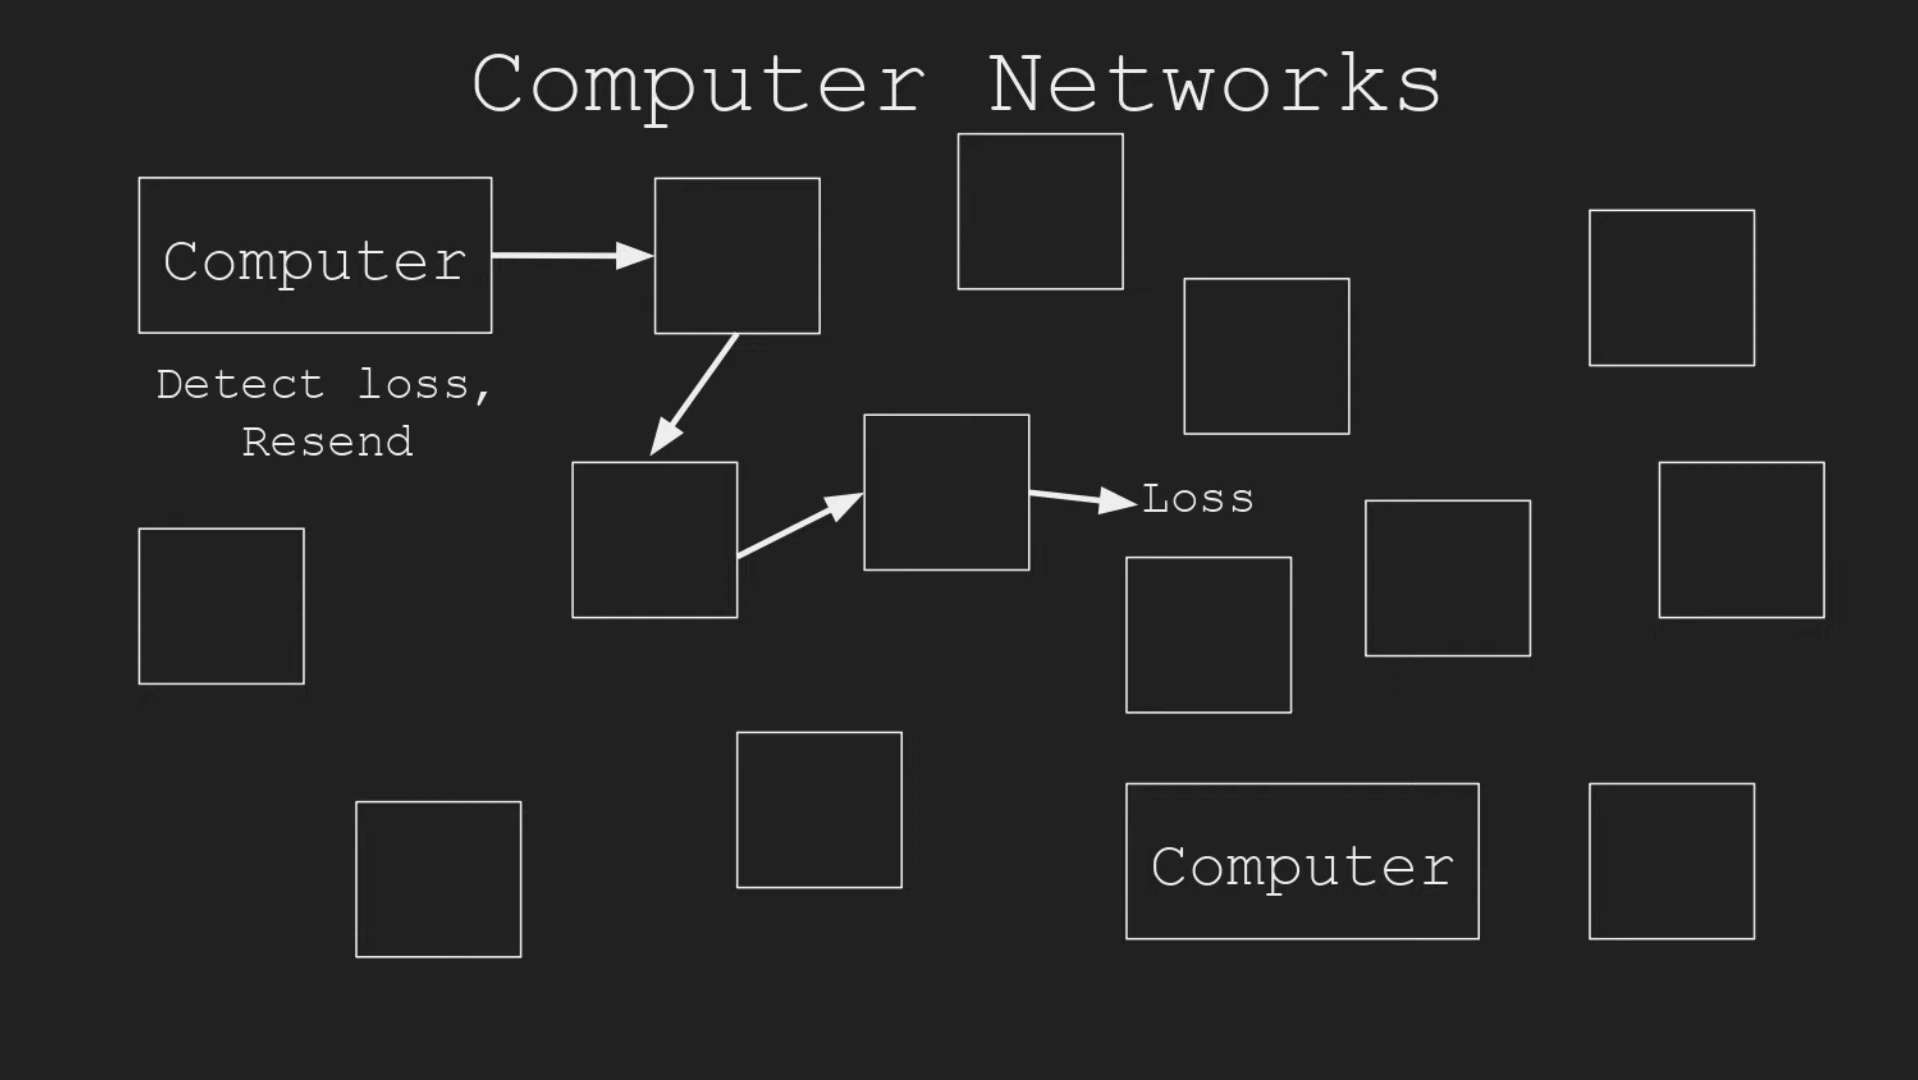 Computer Networks
Computer
Detect loss,
Resend
Loss
Computer